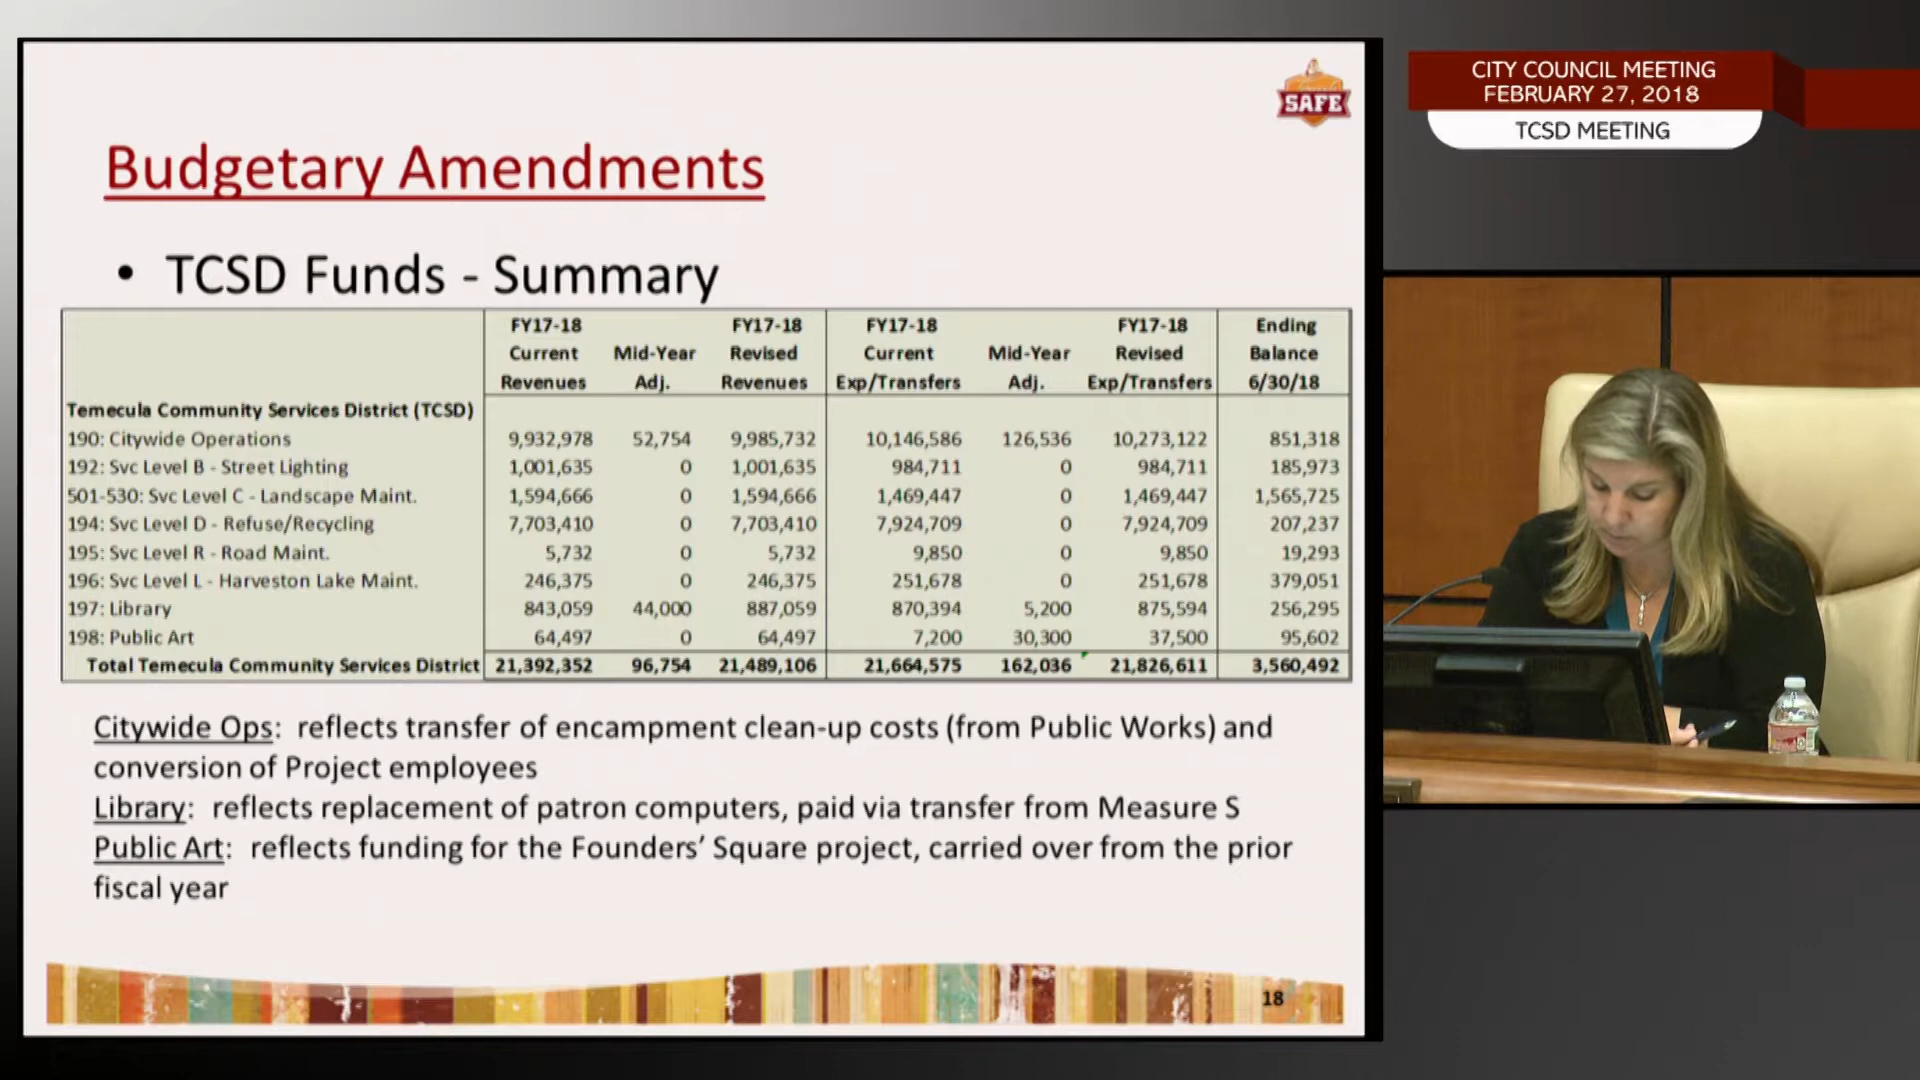 SAFE
CITY COUNCIL MEETING
FEBRUARY 27, 2018
TCSD MEETING
Budgetary Amendments
• TCSD Funds - Summary
FY17-18 FY17-18 FY17-18 FY17-18 Ending
Current Mid-Year Revised Current Mid-Year Revised Balance
Revenues Adj. Revenues Exp/Transfers Adj. Exp/Transfers 6/30/18
Temecula Community Services District (TCSD)
190: Citywide Operations 9,932,978 52,754 9,985,732 10,146,586 126,536 10,273,122 851,318
192: Svc Level B - Street Lighting 1,001,635 0 1,001,635 984,711 0 984,711 185,973
501-530: Svc Level C - Landscape Maint. 1,594,666 0 1,594,666 1,469,447 0 1,469,447 1,565,725
194: Svc Level D - Refuse/Recycling 7,703,410 0 7,703,410 7,924,709 0 7,924,709 207,237
195: Svc Level R - Road Maint. 5,732 0 5,732 9,850 0 9,850 19,293
196: Svc Level L - Harveston Lake Maint. 246,375 0 246,375 251,678 0 251,678 379,051
197: Library 843,059 44,000 887,059 870,394 5,200 875,594 256,295
198: Public Art 64,497 0 64,497 7,200 30,300 37,500 95,602
Total Temecula Community Services District 21,392,352 96,754 21,489,106 21,664,575 162,036 21,826,611 3,560,492
Citywide Ops: reflects transfer of encampment clean-up costs (from Public Works) and
conversion of Project employees
Library: reflects replacement of patron computers, paid via transfer from Measure S
Public Art: reflects funding for the Founders' Square project, carried over from the prior
fiscal year
18